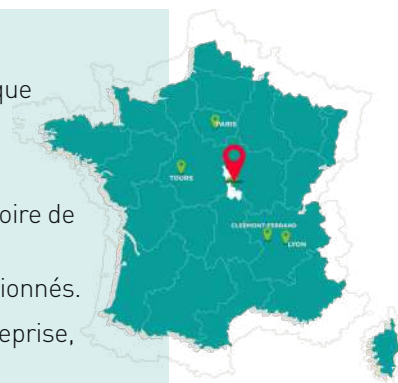 que
PARIS
TOURS
oire de
CLERMONT-FERRAND
LYON
ionnés.
eprise,